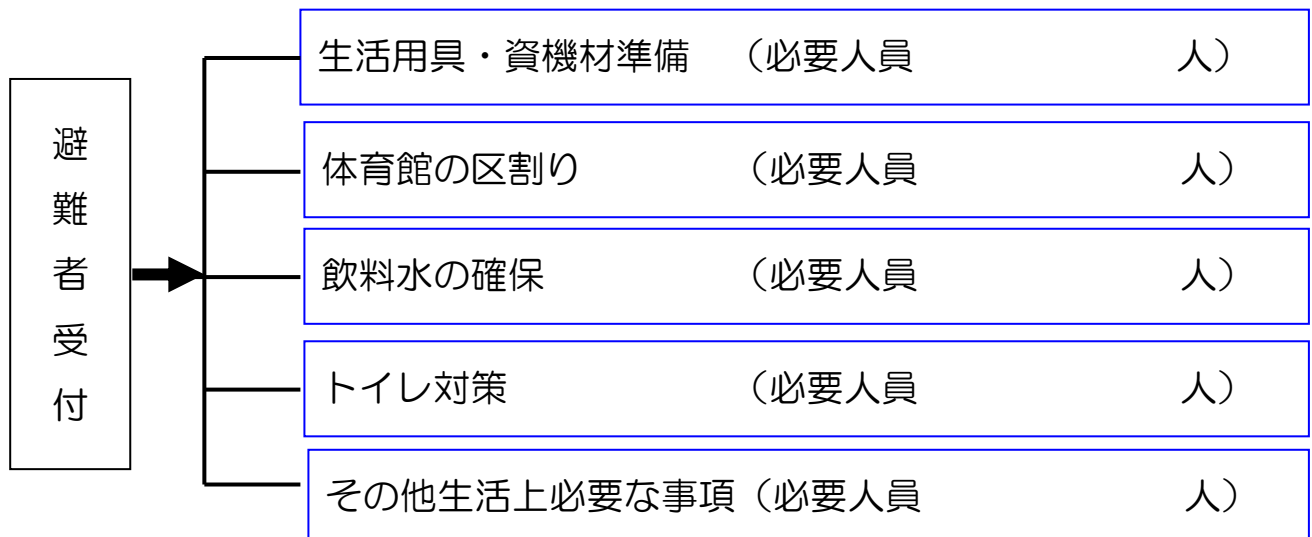 避難者受付
生活用具・資機材準備　（必要人員　　　　　　　人）
体育館の区割り　　　　（必要人員　　　　　　　人）
飲料水の確保　　　　　（必要人員　　　　　　　人）
トイレ対策　　　　　　（必要人員　　　　　　　人）
その他生活上必要な事項（必要人員　　　　　　　人）